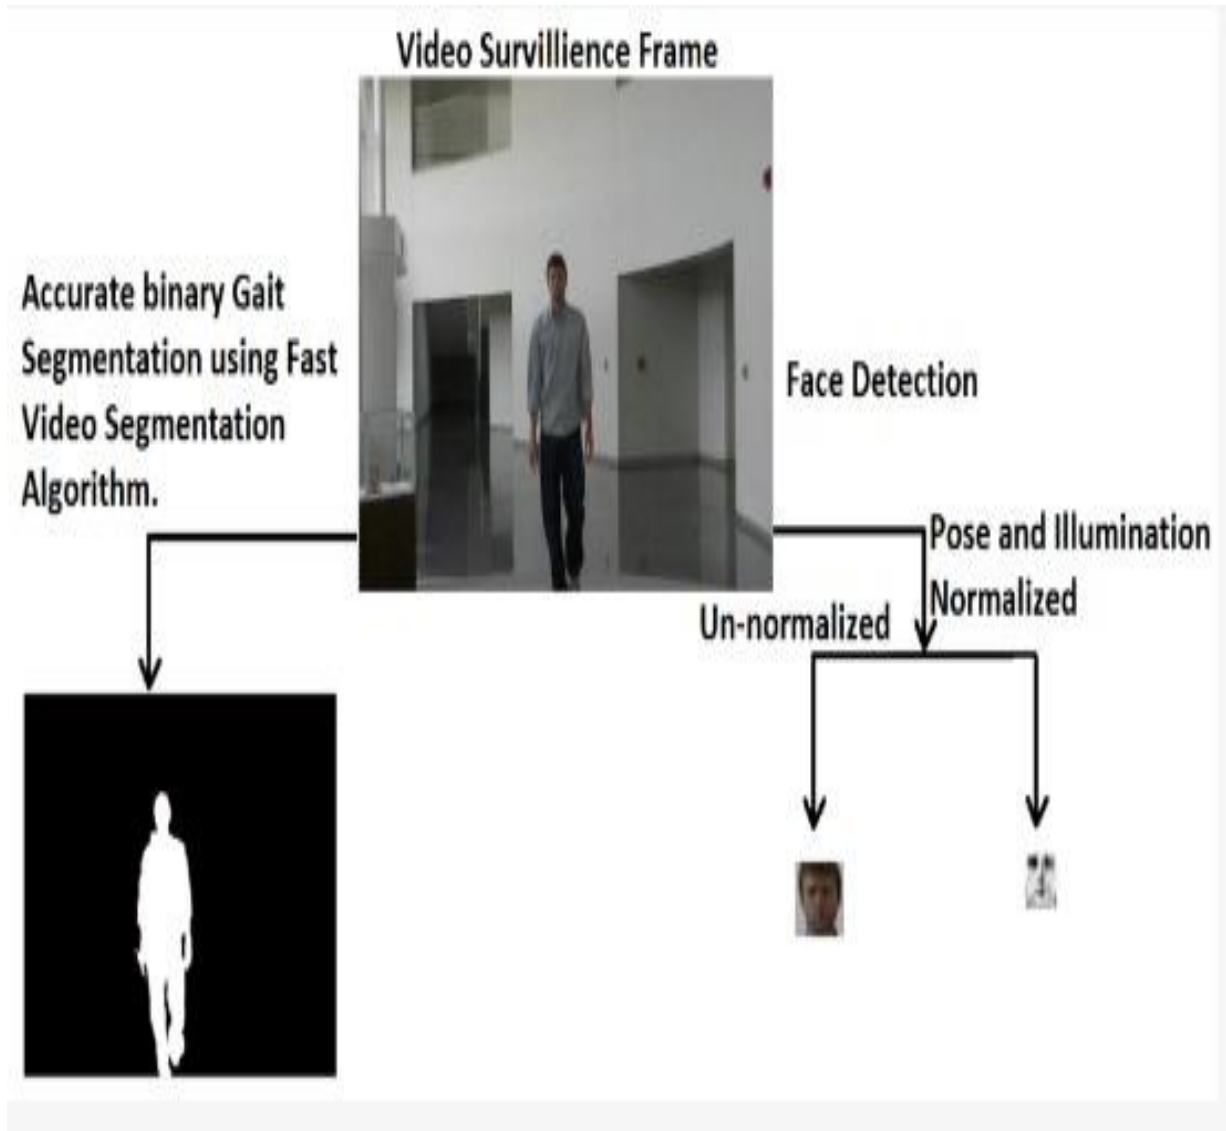 Video Survillience Frame
Accurate binary Gait
Segmentation using Fast
Video Segmentation
Algorithm.
Face Detection
Pose and Illumination
Normalized
Un-normalized